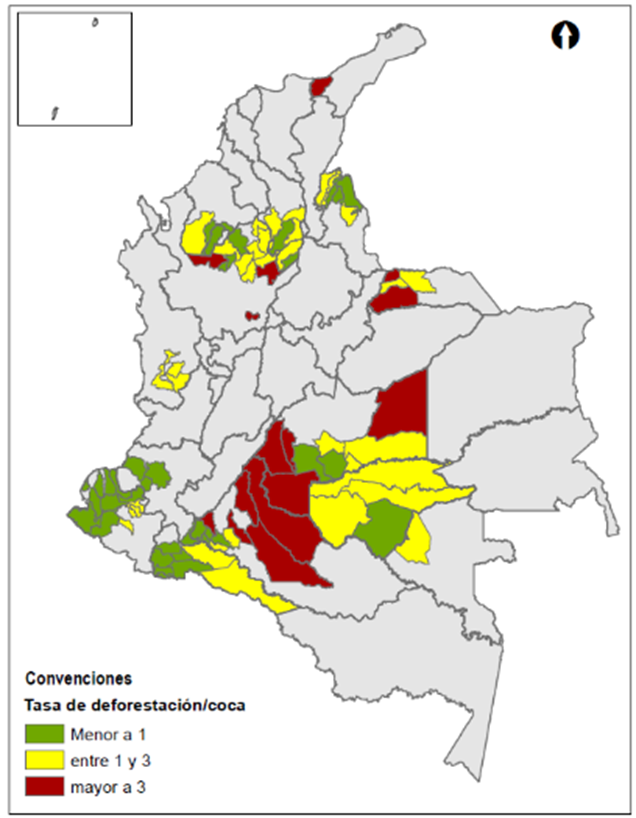 Convenciones
Tasa de deforestación/coca
Menor a 1
entre 1 y 3
mayor a 3